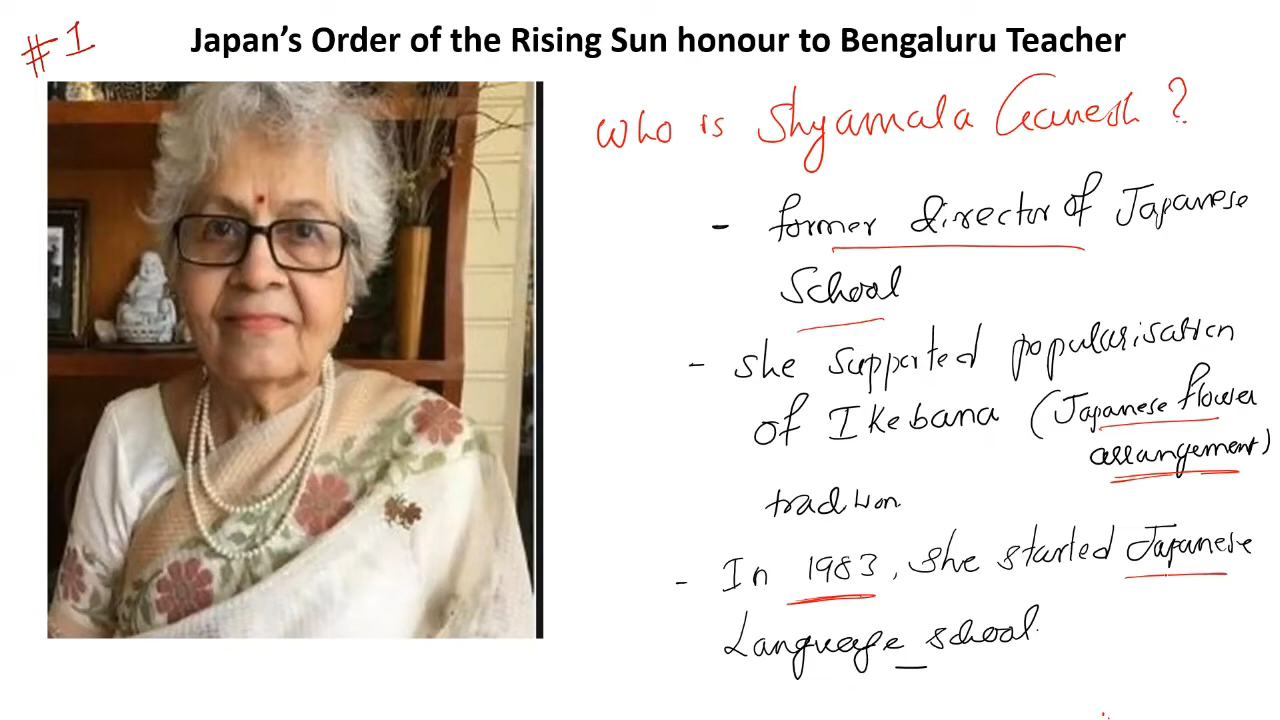 #1
Japan's Order of the Rising Sun honour to Bengaluru Teacher
Who is Shyamala Ganesh ?
- former director of Japanese
School
- She supported popularisation
of Ikebana (Japanese flower
arrangement)
tradition
- In 1983, she started Japanese
Language school.